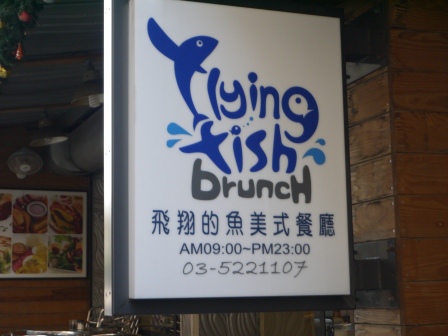 Flying
fish
brunch
飛翔的魚美式餐廳
AM09:00~PM23:00
03-5221107